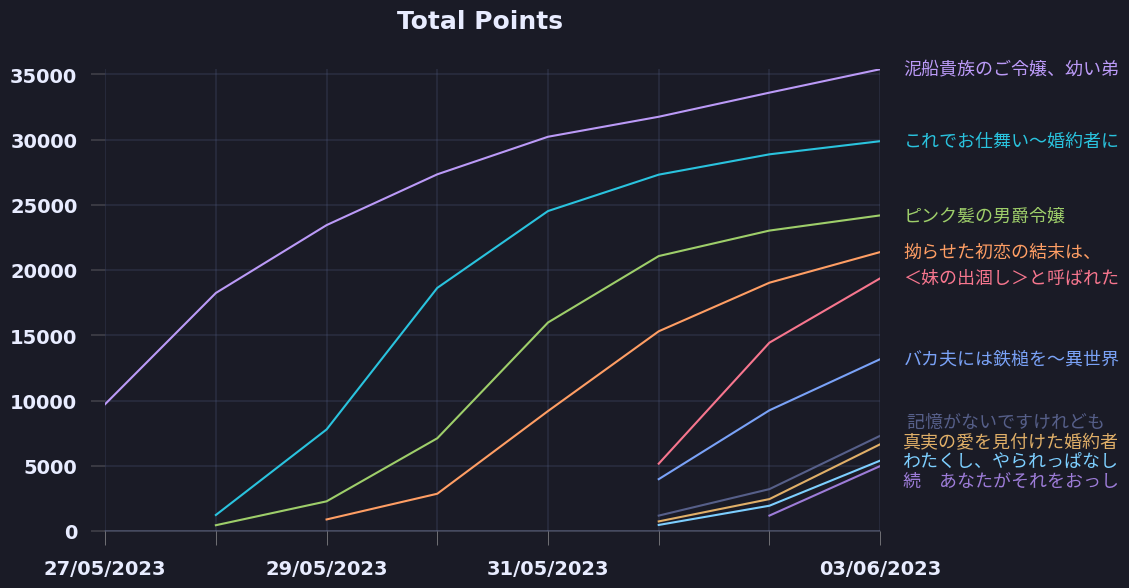 Total Points
35000
30000
25000
20000
15000
10000
5000
0
27/05/2023
29/05/2023
31/05/2023
03/06/2023
泥船貴族のご令嬢、幼い弟
これでお仕舞い～婚約者に
ピンク髪の男爵令嬢
拗らせた初恋の結末は、
＜妹の出涸し＞と呼ばれた
バカ夫には鉄槌を～異世界
記憶がないですけれども
真実の愛を見付けた婚約者
わたくし、やられっぱなし
続　あなたがそれをおっし